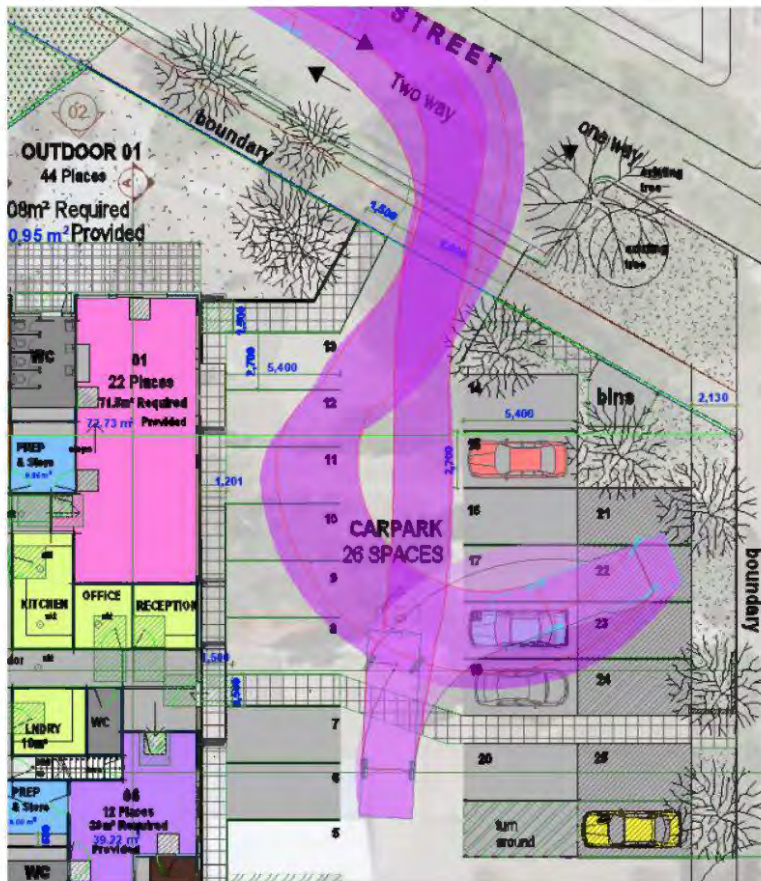 STREET
Two way
one way
boundary
existing
tree
existing
tree
02
OUTDOOR 01
44 Places
08m² Required
0.95 m² Provided
A
1,500
WC
01
22 Places
71.5m² Required
72.73 m² Provided
PREP
& Store
1,500
2,700
5,400
13
12
11
10
9
8
7
6
5
1,201
CARPARK
26 SPACES
14
5,400
bins
2,130
15
2,700
16
17
19
20
21
22
23
24
25
boundary
KITCHEN
OFFICE
RECEPTION
1,500
1,500
LNDRY
WC
PREP
& Store
06
12 Places
39m² Required
39.22 m²
Provided
WC
turn
around